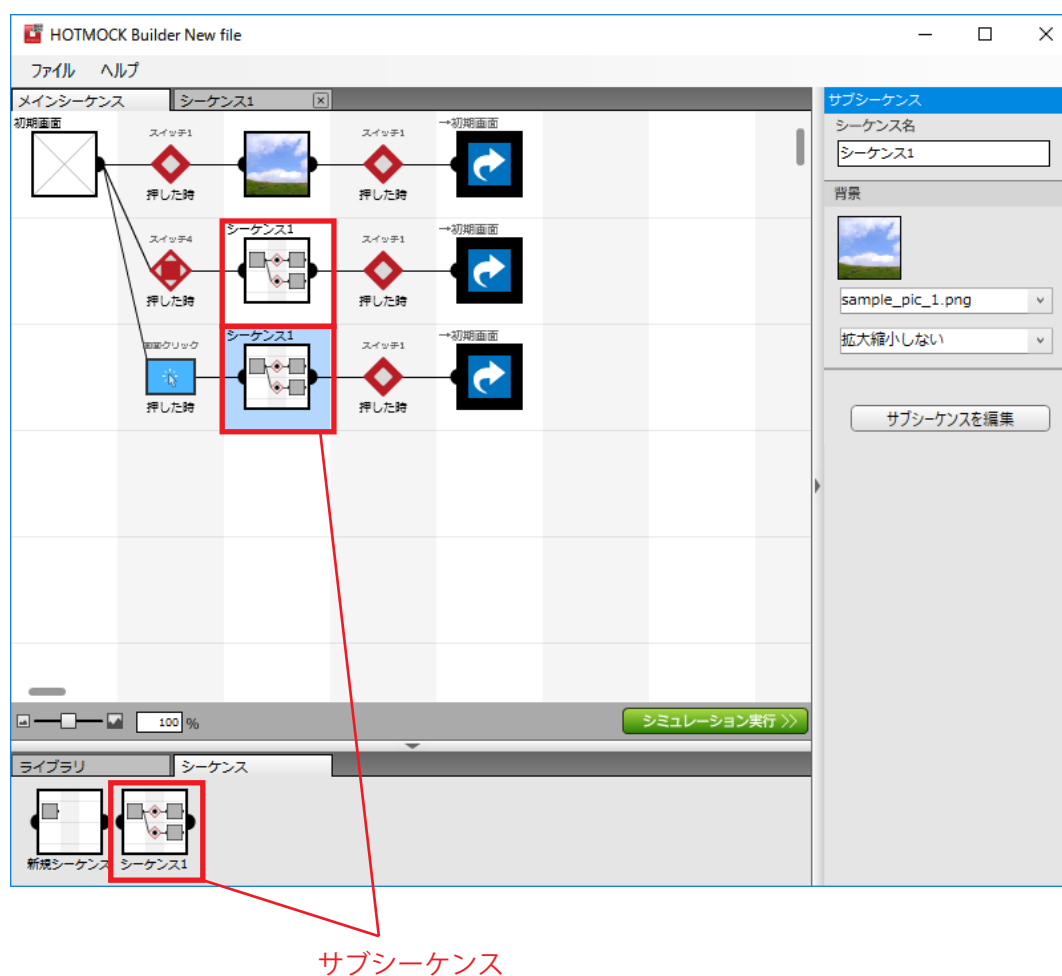 HOTMOCK Builder New file
ファイル ヘルプ
メインシーケンス シーケンス1
初期画面
スイッチ1
押した時
スイッチ1
押した時
→初期画面
スイッチ4
押した時
シーケンス1
スイッチ1
押した時
→初期画面
画面クリック
押した時
シーケンス1
スイッチ1
押した時
→初期画面
100 %
シミュレーション実行
ライブラリ シーケンス
新規シーケンス シーケンス1
サブシーケンス
シーケンス名
シーケンス1
背景
sample_pic_1.png
拡大縮小しない
サブシーケンスを編集
サブシーケンス